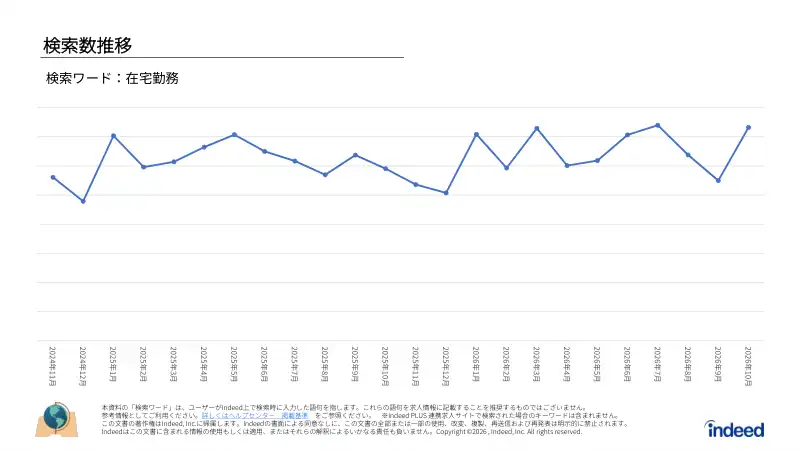 検索数推移
検索ワード：在宅勤務
2024年11月
2024年12月
2025年1月
2025年2月
2025年3月
2025年4月
2025年5月
2025年6月
2025年7月
2025年8月
2025年9月
2025年10月
2025年11月
2025年12月
2026年1月
2026年2月
2026年3月
2026年4月
2026年5月
2026年6月
2026年7月
2026年8月
2026年9月
2026年10月
本資料の「検索ワード」は、ユーザーがIndeed上で検索時に入力した語句を指します。これらの語句を求人情報に記載することを推奨するものではございません。
参考情報としてご利用ください。詳しくはヘルプセンター　掲載基準　をご参照ください。　※Indeed PLUS 連携求人サイトで検索された場合のキーワードは含まれません。
この文書の著作権はIndeed, Inc.に帰属します。Indeedの書面による同意なしに、この文書の全部または一部の使用、改変、複製、再送信および再発表は明示的に禁止されます。
Indeedはこの文書に含まれる情報の使用もしくは適用、またはそれらの解釈によるいかなる責任も負いません。Copyright ©2026 , Indeed, Inc. All rights reserved.
indeed